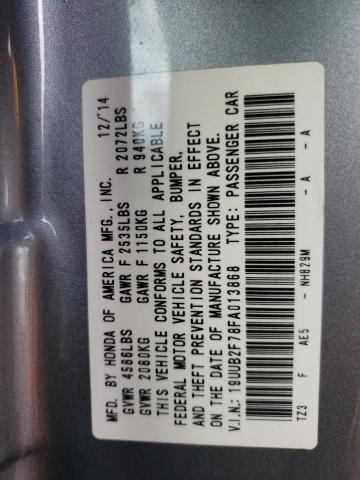 MFD. BY HONDA OF AMERICA MFG., INC. 12/'14
GVWR 4586LBS GAWR F 2535LBS R 2072LBS
GVWR 2080KG GAWR F 1150KG R 940KG
THIS VEHICLE CONFORMS TO ALL APPLICABLE
FEDERAL MOTOR VEHICLE SAFETY, BUMPER,
AND THEFT PREVENTION STANDARDS IN EFFECT
ON THE DATE OF MANUFACTURE SHOWN ABOVE.
V.I.N.: 19UUB2F78FA013868 TYPE: PASSENGER CAR
TZ3 F AE5 - NH829M - A - A